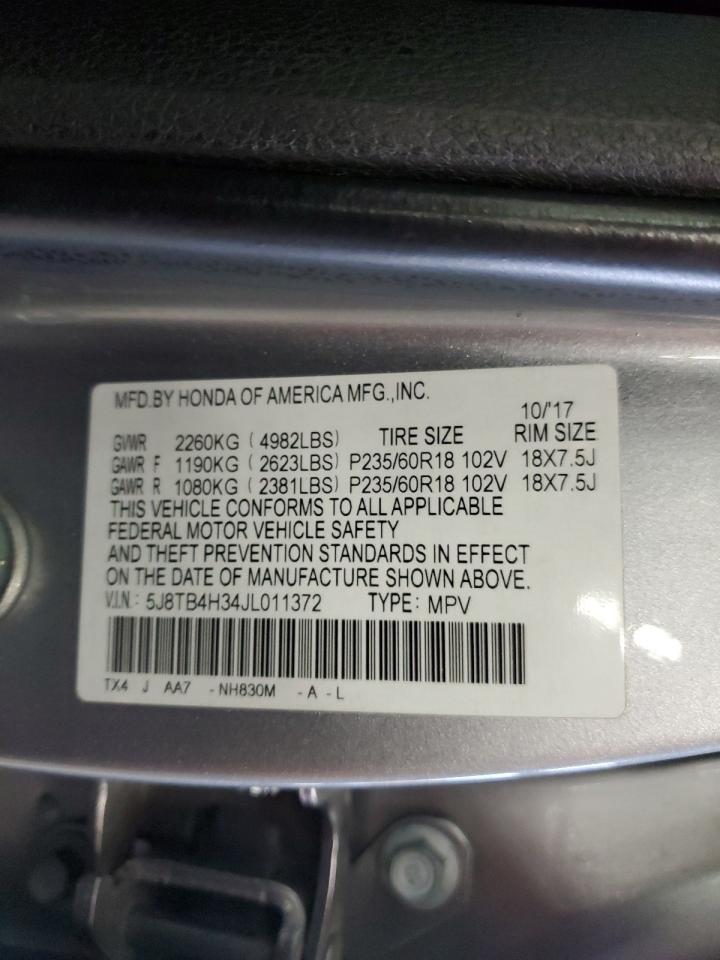 MFD.BY HONDA OF AMERICA MFG.,INC.
10/'17
GVWR 2260KG ( 4982LBS) TIRE SIZE RIM SIZE
GAWR F 1190KG ( 2623LBS) P235/60R18 102V 18X7.5J
GAWR R 1080KG ( 2381LBS) P235/60R18 102V 18X7.5J
THIS VEHICLE CONFORMS TO ALL APPLICABLE
FEDERAL MOTOR VEHICLE SAFETY
AND THEFT PREVENTION STANDARDS IN EFFECT
ON THE DATE OF MANUFACTURE SHOWN ABOVE.
V.I.N.: 5J8TB4H34JL011372 TYPE: MPV
TX4 J AA7 - NH830M - A - L